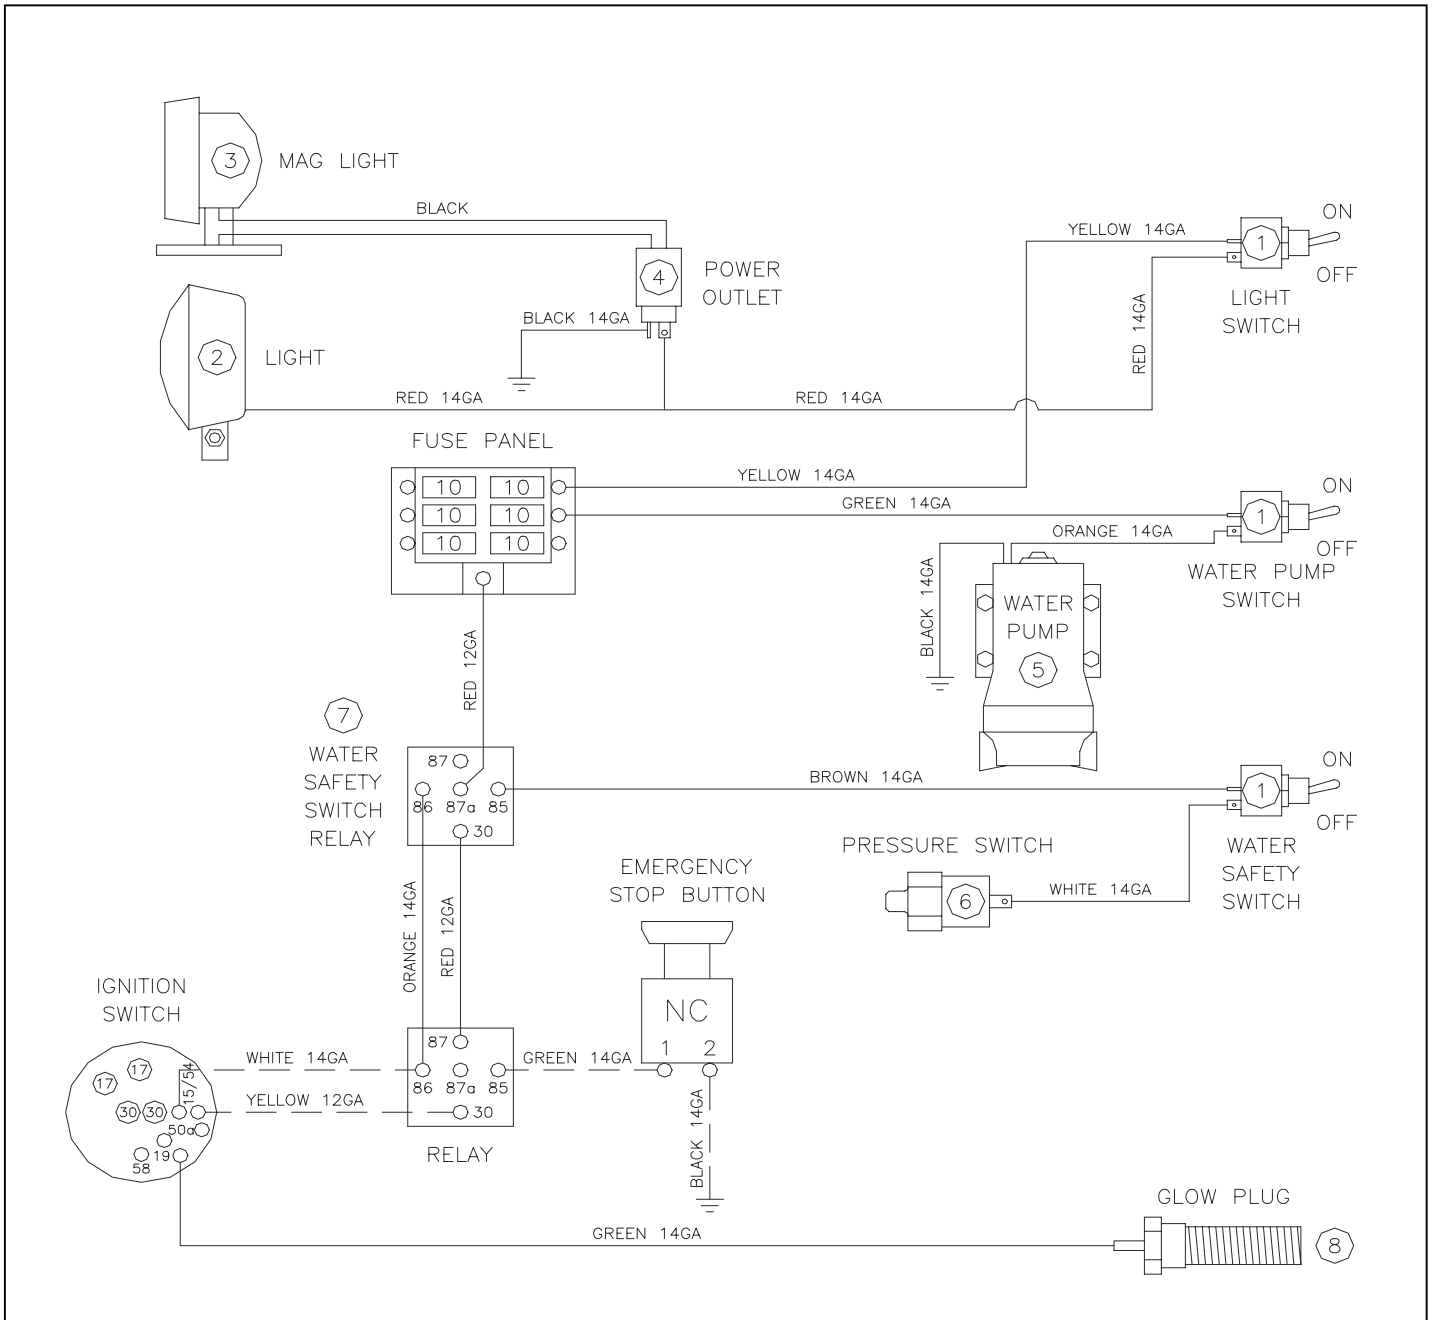 3
MAG LIGHT
BLACK
4
POWER
OUTLET
BLACK 14GA
2
LIGHT
RED 14GA
RED 14GA
YELLOW 14GA
RED 14GA
1
ON
OFF
LIGHT
SWITCH
FUSE PANEL
10 10
10 10
10 10
YELLOW 14GA
GREEN 14GA
ORANGE 14GA
1
ON
OFF
WATER PUMP
SWITCH
BLACK 14GA
WATER
PUMP
5
RED 12GA
7
WATER
SAFETY
SWITCH
RELAY
87
86 87a 85
30
BROWN 14GA
1
ON
OFF
WATER
SAFETY
SWITCH
PRESSURE SWITCH
6
WHITE 14GA
EMERGENCY
STOP BUTTON
NC
1 2
ORANGE 14GA
RED 12GA
IGNITION
SWITCH
17
17
15/54
30 30
50a
19
58
WHITE 14GA
YELLOW 12GA
87
86 87a 85
30
RELAY
GREEN 14GA
BLACK 14GA
GREEN 14GA
GLOW PLUG
8